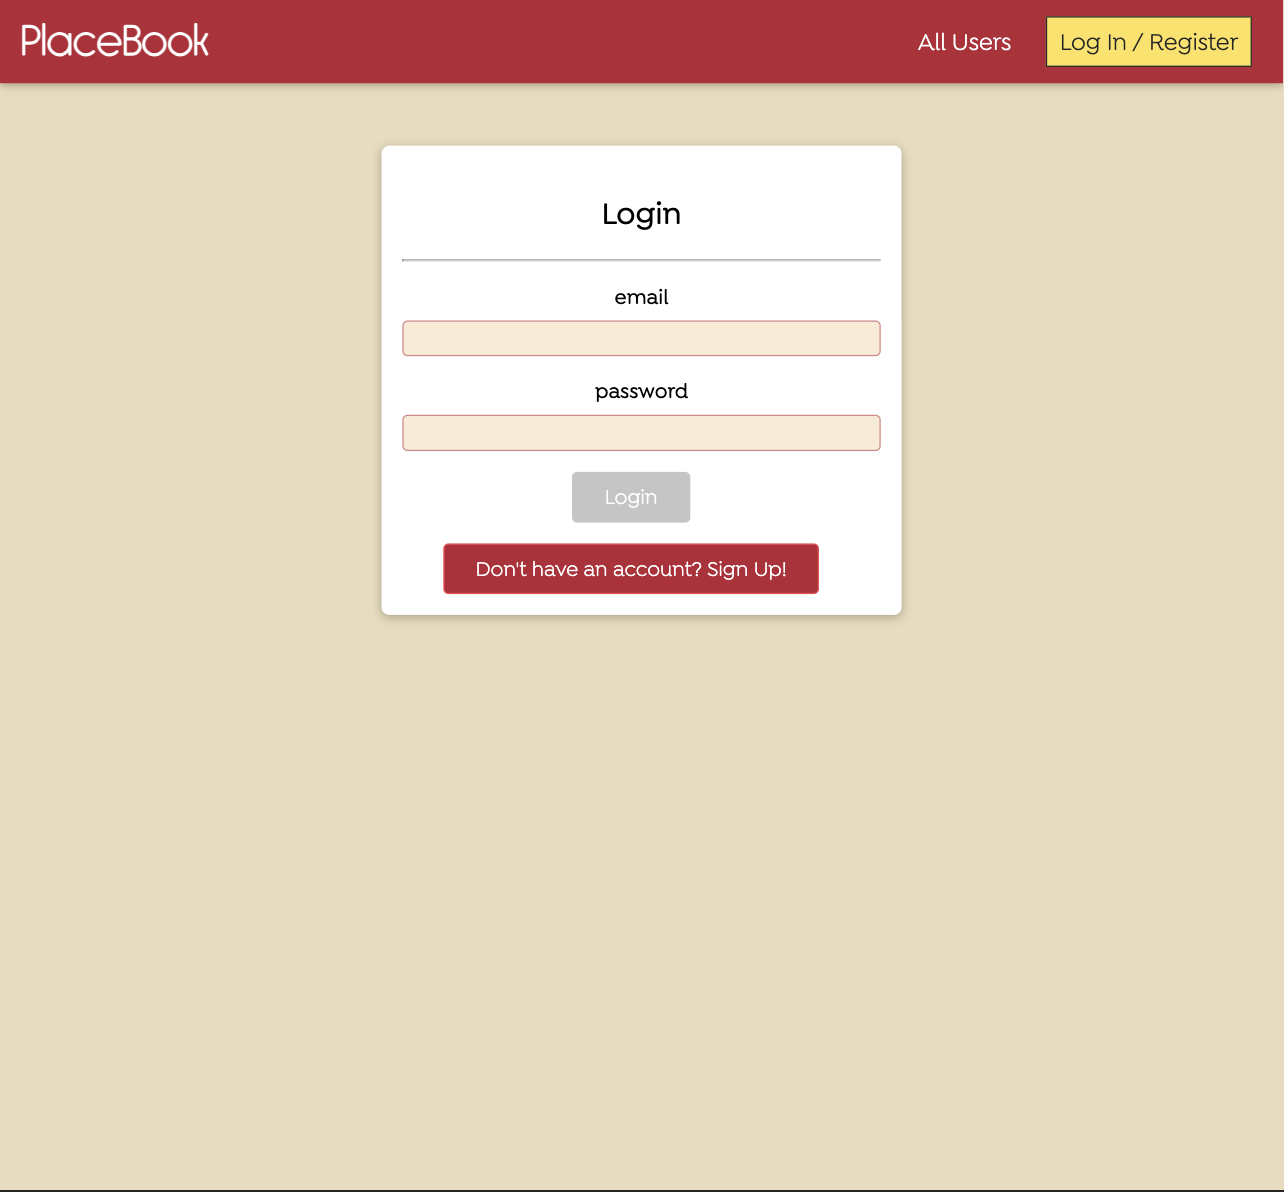 PlaceBook
All Users
Log In / Register
Login
email
password
Login
Don't have an account? Sign Up!